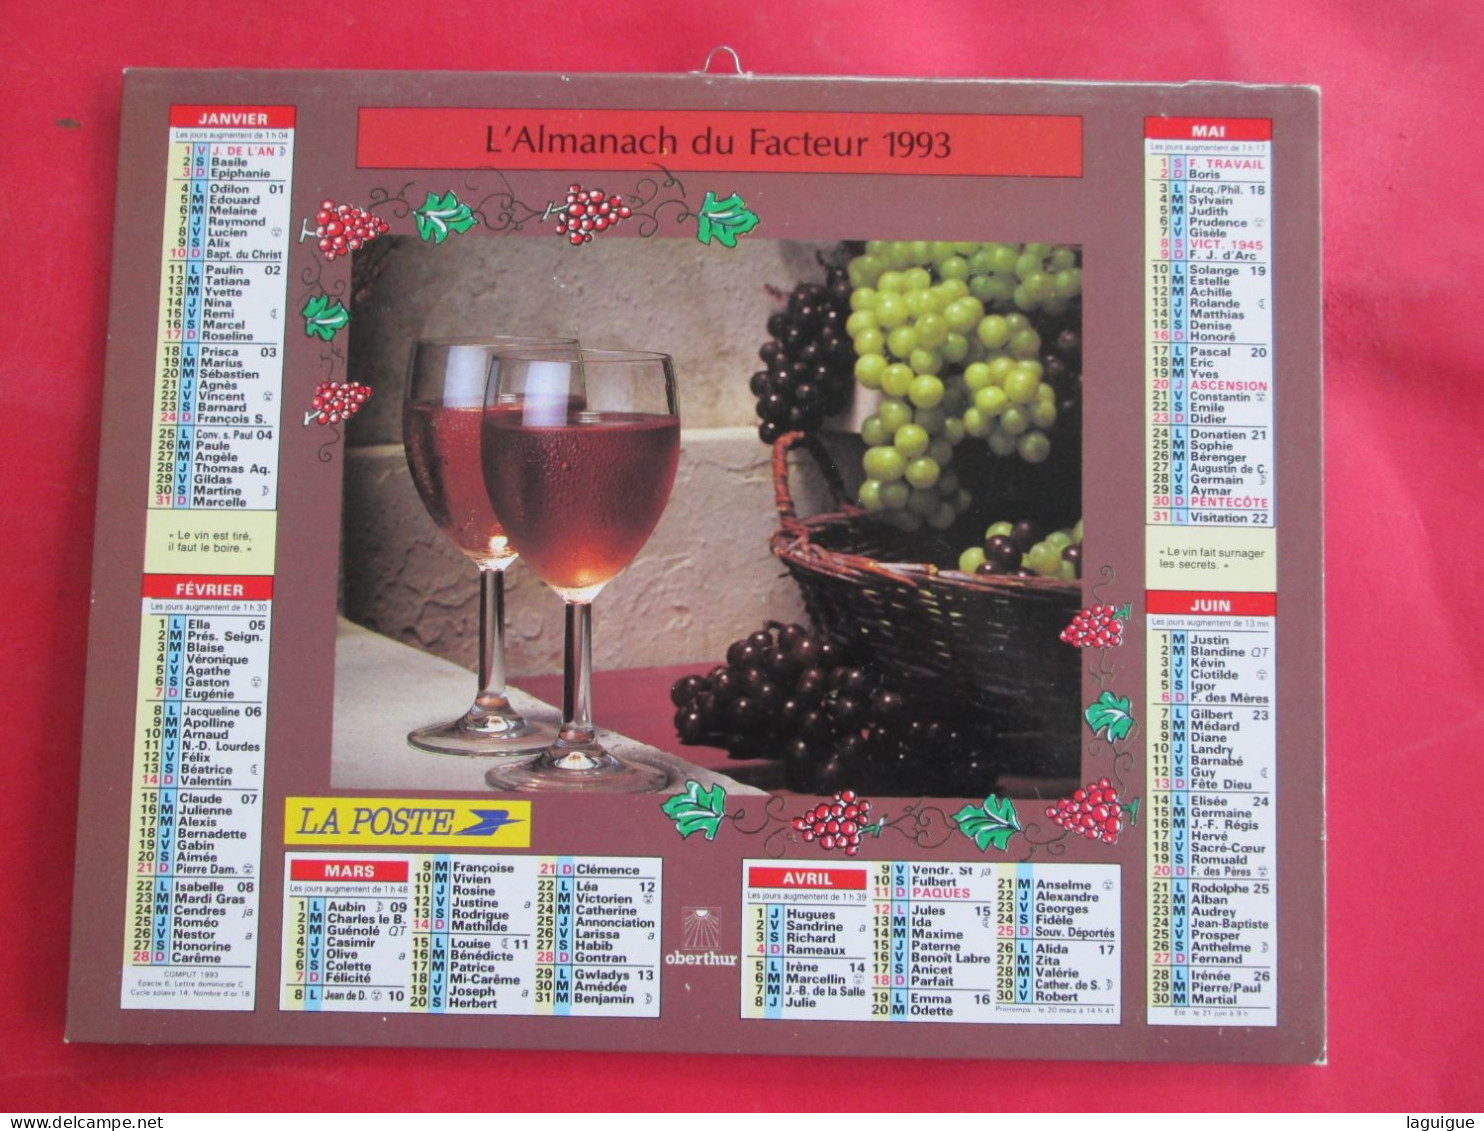 L'Almanach du Facteur 1993
JANVIER
Les jours augmentent de 1 h 04
1 V J. DE L'AN
2 S Basile
3 D Epiphanie
4 L Odilon 01
5 M Edouard
6 M Melaine
7 J Raymond
8 V Lucien
9 S Alix
10 D Bapt. du Christ
11 L Paulin 02
12 M Tatiana
13 M Yvette
14 J Nina
15 V Remi
16 S Marcel
17 D Roseline
18 L Prisca 03
19 M Marius
20 M Sébastien
21 J Agnès
22 V Vincent
23 S Barnard
24 D François S.
25 L Conv. s. Paul 04
26 M Paule
27 M Angèle
28 J Thomas Aq.
29 V Gildas
30 S Martine
31 D Marcelle
« Le vin est tiré,
il faut le boire. »
FÉVRIER
Les jours augmentent de 1 h 30
1 L Ella 05
2 M Prés. Seign.
3 M Blaise
4 J Véronique
5 V Agathe
6 S Gaston
7 D Eugénie
8 L Jacqueline 06
9 M Apolline
10 M Arnaud
11 J N.-D. Lourdes
12 V Félix
13 S Béatrice
14 D Valentin
15 L Claude 07
16 M Julienne
17 M Alexis
18 J Bernadette
19 V Gabin
20 S Aimée
21 D Pierre Dam.
22 L Isabelle 08
23 M Mardi Gras
24 M Cendres
25 J Roméo
26 V Nestor
27 S Honorine
28 D Carême
COMPUT 1993
Épacte 6, Lettre dominicale C
Cycle solaire 14, Nombre d'or 18
LA POSTE
MARS
Les jours augmentent de 1 h 48
1 L Aubin 09
2 M Charles le B.
3 M Guénolé QT
4 J Casimir
5 V Olive
6 S Colette
7 D Félicité
8 L Jean de D. 10
9 M Françoise
10 M Vivien
11 J Rosine
12 V Justine
13 S Rodrigue
14 D Mathilde
15 L Louise 11
16 M Bénédicte
17 M Patrice
18 J Mi-Carême
19 V Joseph
20 S Herbert
21 D Clémence
22 L Léa 12
23 M Victorien
24 M Catherine
25 J Annonciation
26 V Larissa
27 S Habib
28 D Gontran
29 L Gwladys 13
30 M Amédée
31 M Benjamin
oberthur
AVRIL
Les jours augmentent de 1 h 39
1 J Hugues
2 V Sandrine
3 S Richard
4 D Rameaux
5 L Irène 14
6 M Marcellin
7 M J.-B. de la Salle
8 J Julie
9 V Vendr. St
10 S Fulbert
11 D PAQUES
12 L Jules 15
13 M Ida
14 M Maxime
15 J Paterne
16 V Benoît Labre
17 S Anicet
18 D Parfait
19 L Emma 16
20 M Odette
21 M Anselme
22 J Alexandre
23 V Georges
24 S Fidèle
25 D Souv. Déportés
26 L Alida 17
27 M Zita
28 M Valérie
29 J Cather. de S.
30 V Robert
Printemps : le 20 mars à 14 h 41
MAI
Les jours augmentent de 1 h 17
1 S F. TRAVAIL
2 D Boris
3 L Jacq./Phil. 18
4 M Sylvain
5 M Judith
6 J Prudence
7 V Gisèle
8 S VICT. 1945
9 D F. J. d'Arc
10 L Solange 19
11 M Estelle
12 M Achille
13 J Rolande
14 V Matthias
15 S Denise
16 D Honoré
17 L Pascal 20
18 M Eric
19 M Yves
20 J ASCENSION
21 V Constantin
22 S Emile
23 D Didier
24 L Donatien 21
25 M Sophie
26 M Bérenger
27 J Augustin de C.
28 V Germain
29 S Aymar
30 D PENTECÔTE
31 L Visitation 22
« Le vin fait surnager
les secrets. »
JUIN
Les jours augmentent de 13 mn
1 M Justin
2 M Blandine QT
3 J Kévin
4 V Clotilde
5 S Igor
6 D F. des Mères
7 L Gilbert 23
8 M Médard
9 M Diane
10 J Landry
11 V Barnabé
12 S Guy
13 D Fête Dieu
14 L Elisée 24
15 M Germaine
16 M J.-F. Régis
17 J Hervé
18 V Sacré-Cœur
19 S Romuald
20 D F. des Pères
21 L Rodolphe 25
22 M Alban
23 M Audrey
24 J Jean-Baptiste
25 V Prosper
26 S Anthelme
27 D Fernand
28 L Irénée 26
29 M Pierre/Paul
30 M Martial
Été : le 21 juin à 9 h
laguigue